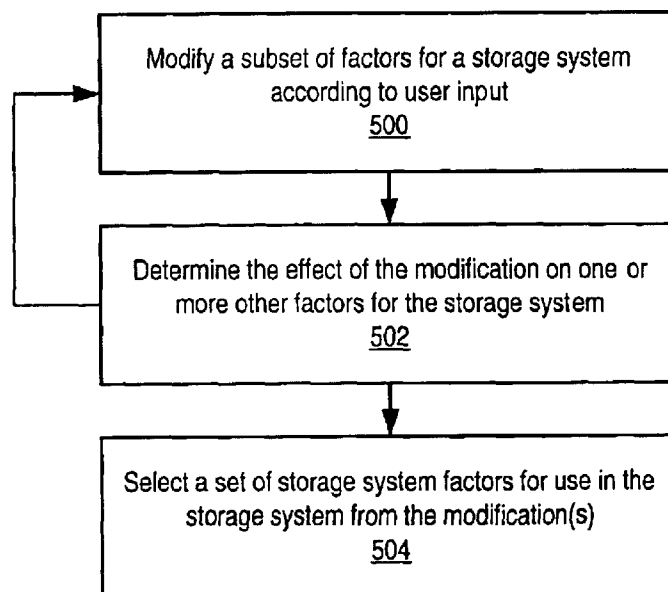 Modify a subset of factors for a storage system
according to user input
500
Determine the effect of the modification on one or
more other factors for the storage system
502
Select a set of storage system factors for use in the
storage system from the modification(s)
504